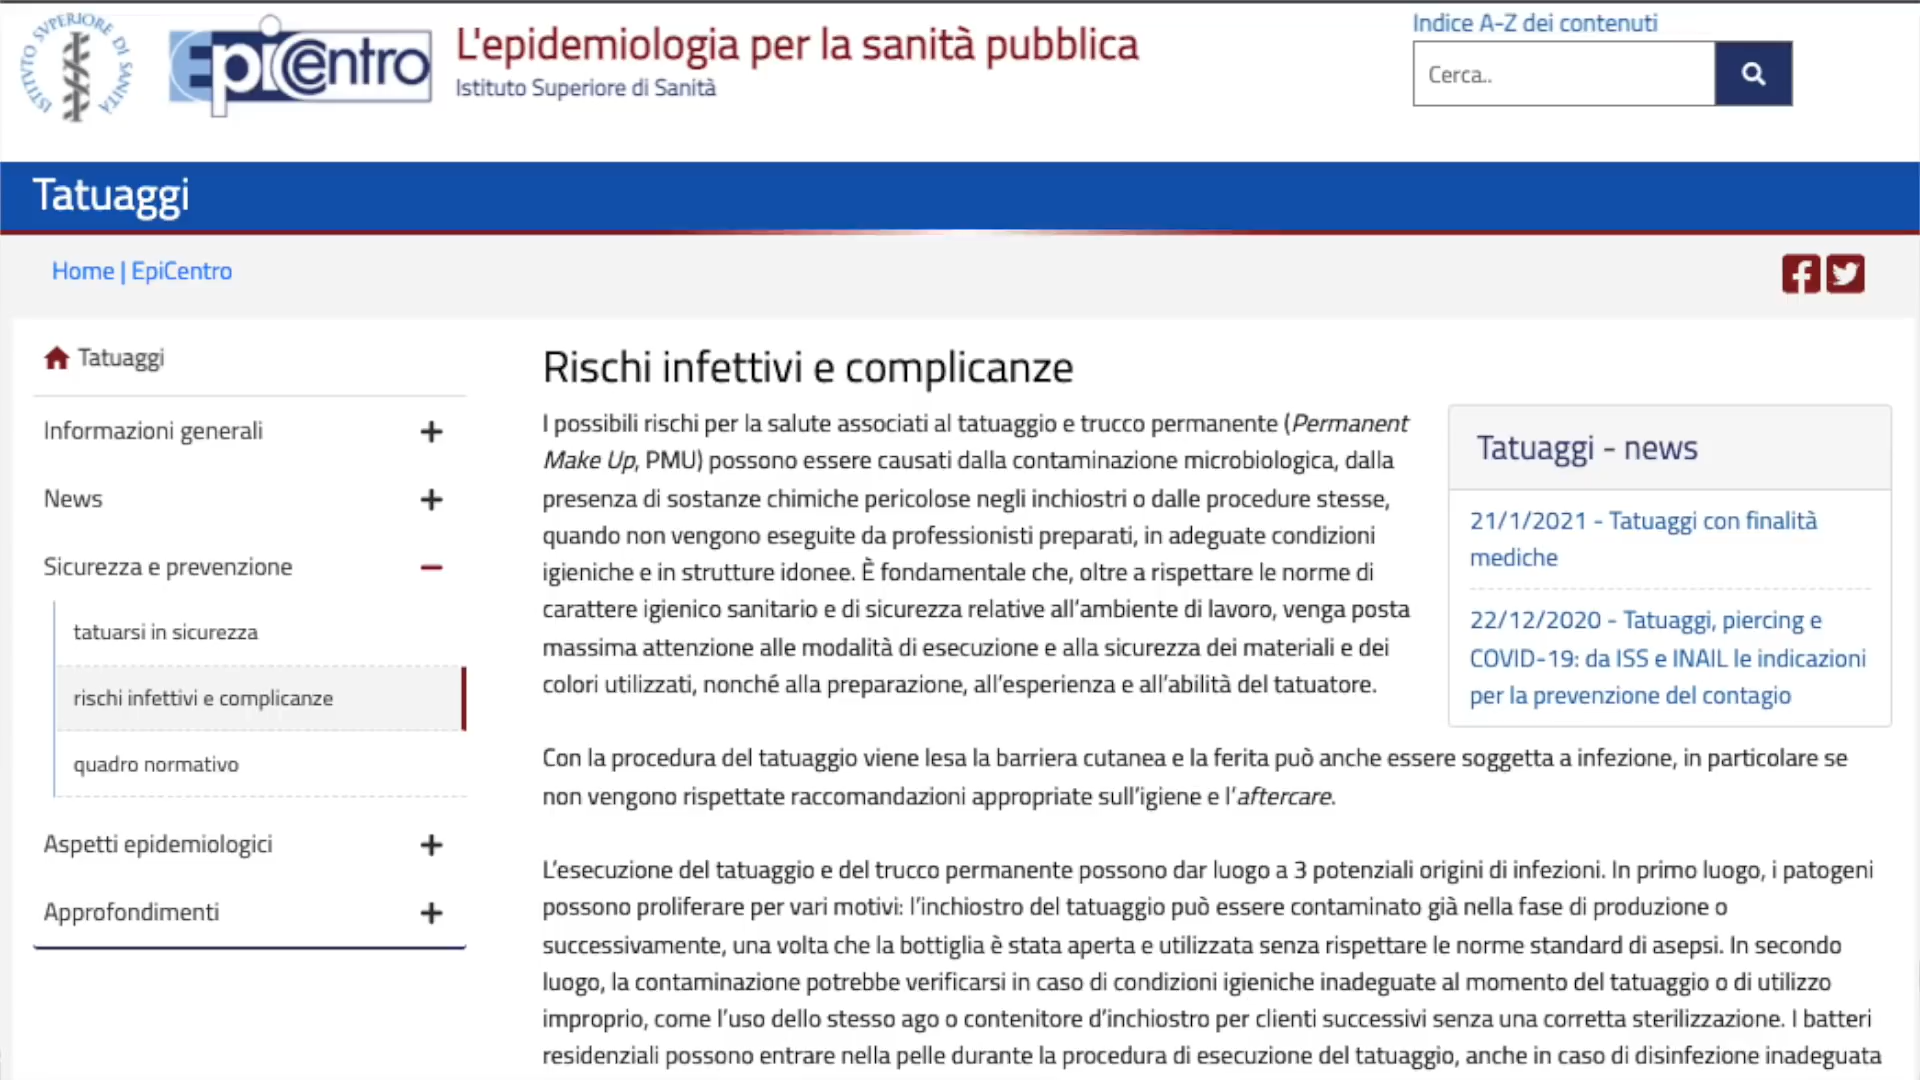 ISTITUTO SUPERIORE DI SANITÀ
EpiCentro
L'epidemiologia per la sanità pubblica
Istituto Superiore di Sanità
Indice A-Z dei contenuti
Cerca..
Tatuaggi
Home | EpiCentro
Tatuaggi
Informazioni generali
News
Sicurezza e prevenzione
tatuarsi in sicurezza
rischi infettivi e complicanze
quadro normativo
Aspetti epidemiologici
Approfondimenti
Rischi infettivi e complicanze
I possibili rischi per la salute associati al tatuaggio e trucco permanente (Permanent
Make Up, PMU) possono essere causati dalla contaminazione microbiologica, dalla
presenza di sostanze chimiche pericolose negli inchiostri o dalle procedure stesse,
quando non vengono eseguite da professionisti preparati, in adeguate condizioni
igieniche e in strutture idonee. È fondamentale che, oltre a rispettare le norme di
carattere igienico sanitario e di sicurezza relative all’ambiente di lavoro, venga posta
massima attenzione alle modalità di esecuzione e alla sicurezza dei materiali e dei
colori utilizzati, nonché alla preparazione, all’esperienza e all’abilità del tatuatore.
Tatuaggi - news
21/1/2021 - Tatuaggi con finalità
mediche
22/12/2020 - Tatuaggi, piercing e
COVID-19: da ISS e INAIL le indicazioni
per la prevenzione del contagio
Con la procedura del tatuaggio viene lesa la barriera cutanea e la ferita può anche essere soggetta a infezione, in particolare se
non vengono rispettate raccomandazioni appropriate sull’igiene e l’aftercare.
L’esecuzione del tatuaggio e del trucco permanente possono dar luogo a 3 potenziali origini di infezioni. In primo luogo, i patogeni
possono proliferare per vari motivi: l’inchiostro del tatuaggio può essere contaminato già nella fase di produzione o
successivamente, una volta che la bottiglia è stata aperta e utilizzata senza rispettare le norme standard di asepsi. In secondo
luogo, la contaminazione potrebbe verificarsi in caso di condizioni igieniche inadeguate al momento del tatuaggio o di utilizzo
improprio, come l’uso dello stesso ago o contenitore d’inchiostro per clienti successivi senza una corretta sterilizzazione. I batteri
residenziali possono entrare nella pelle durante la procedura di esecuzione del tatuaggio, anche in caso di disinfezione inadeguata